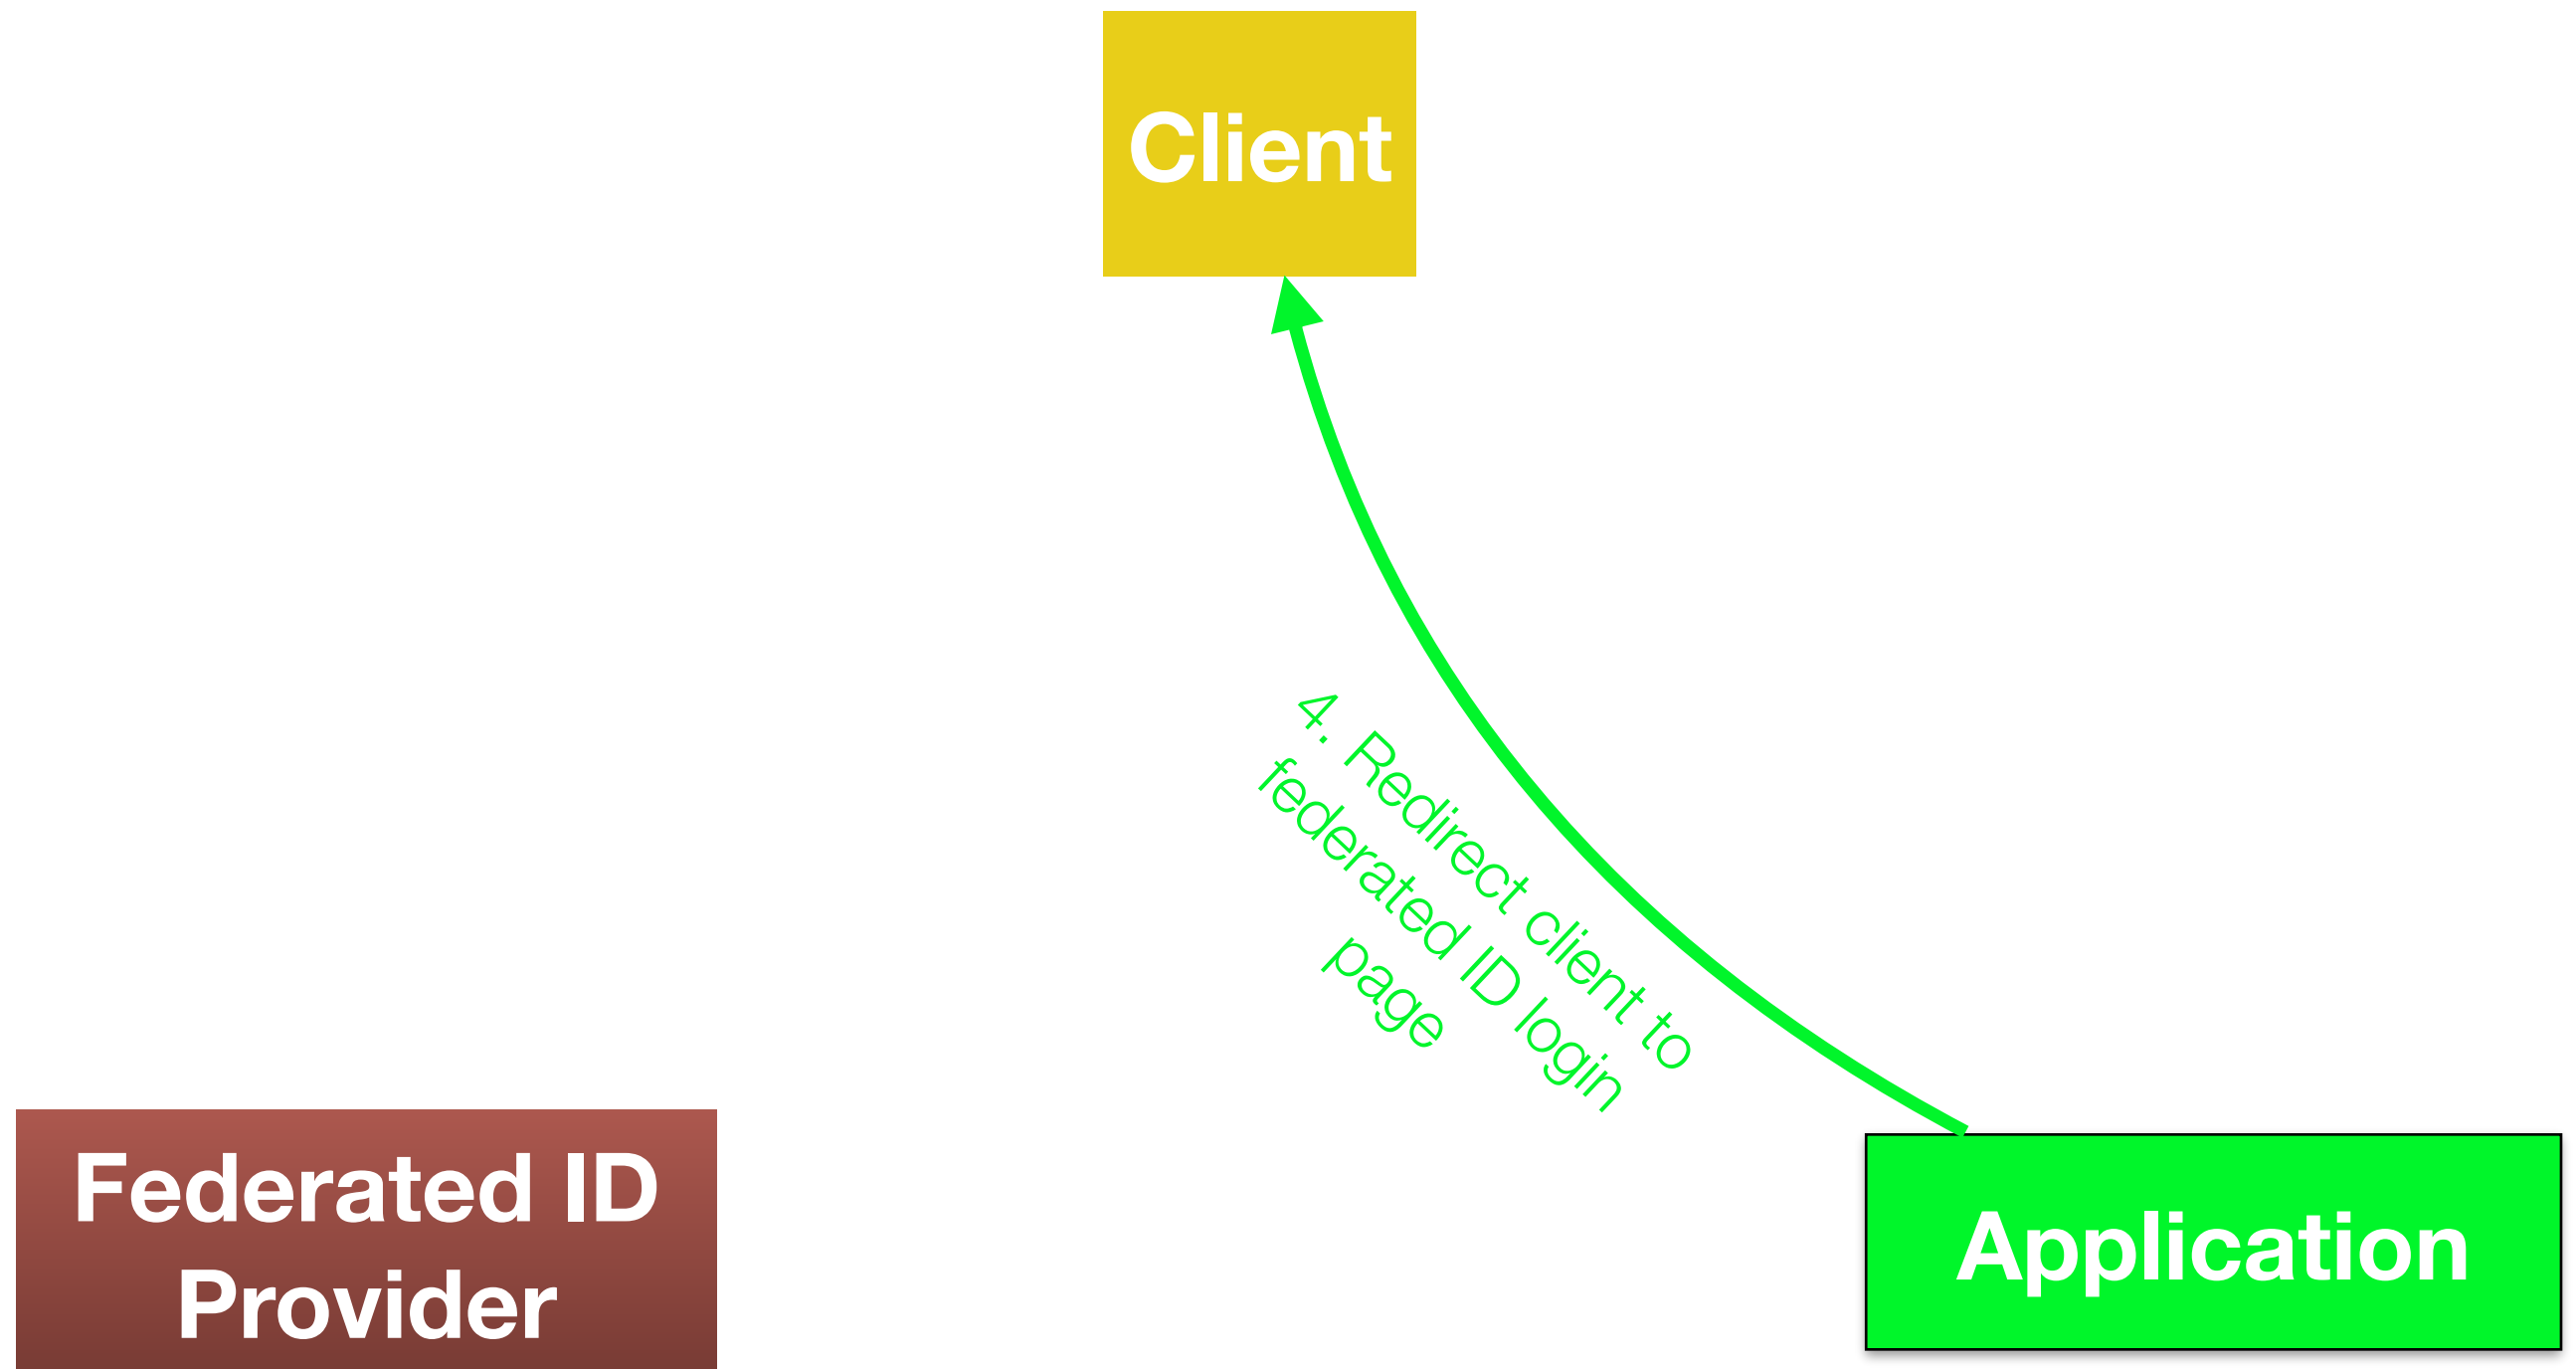 Client
4. Redirect client to
federated ID login
page
Federated ID
Provider
Application